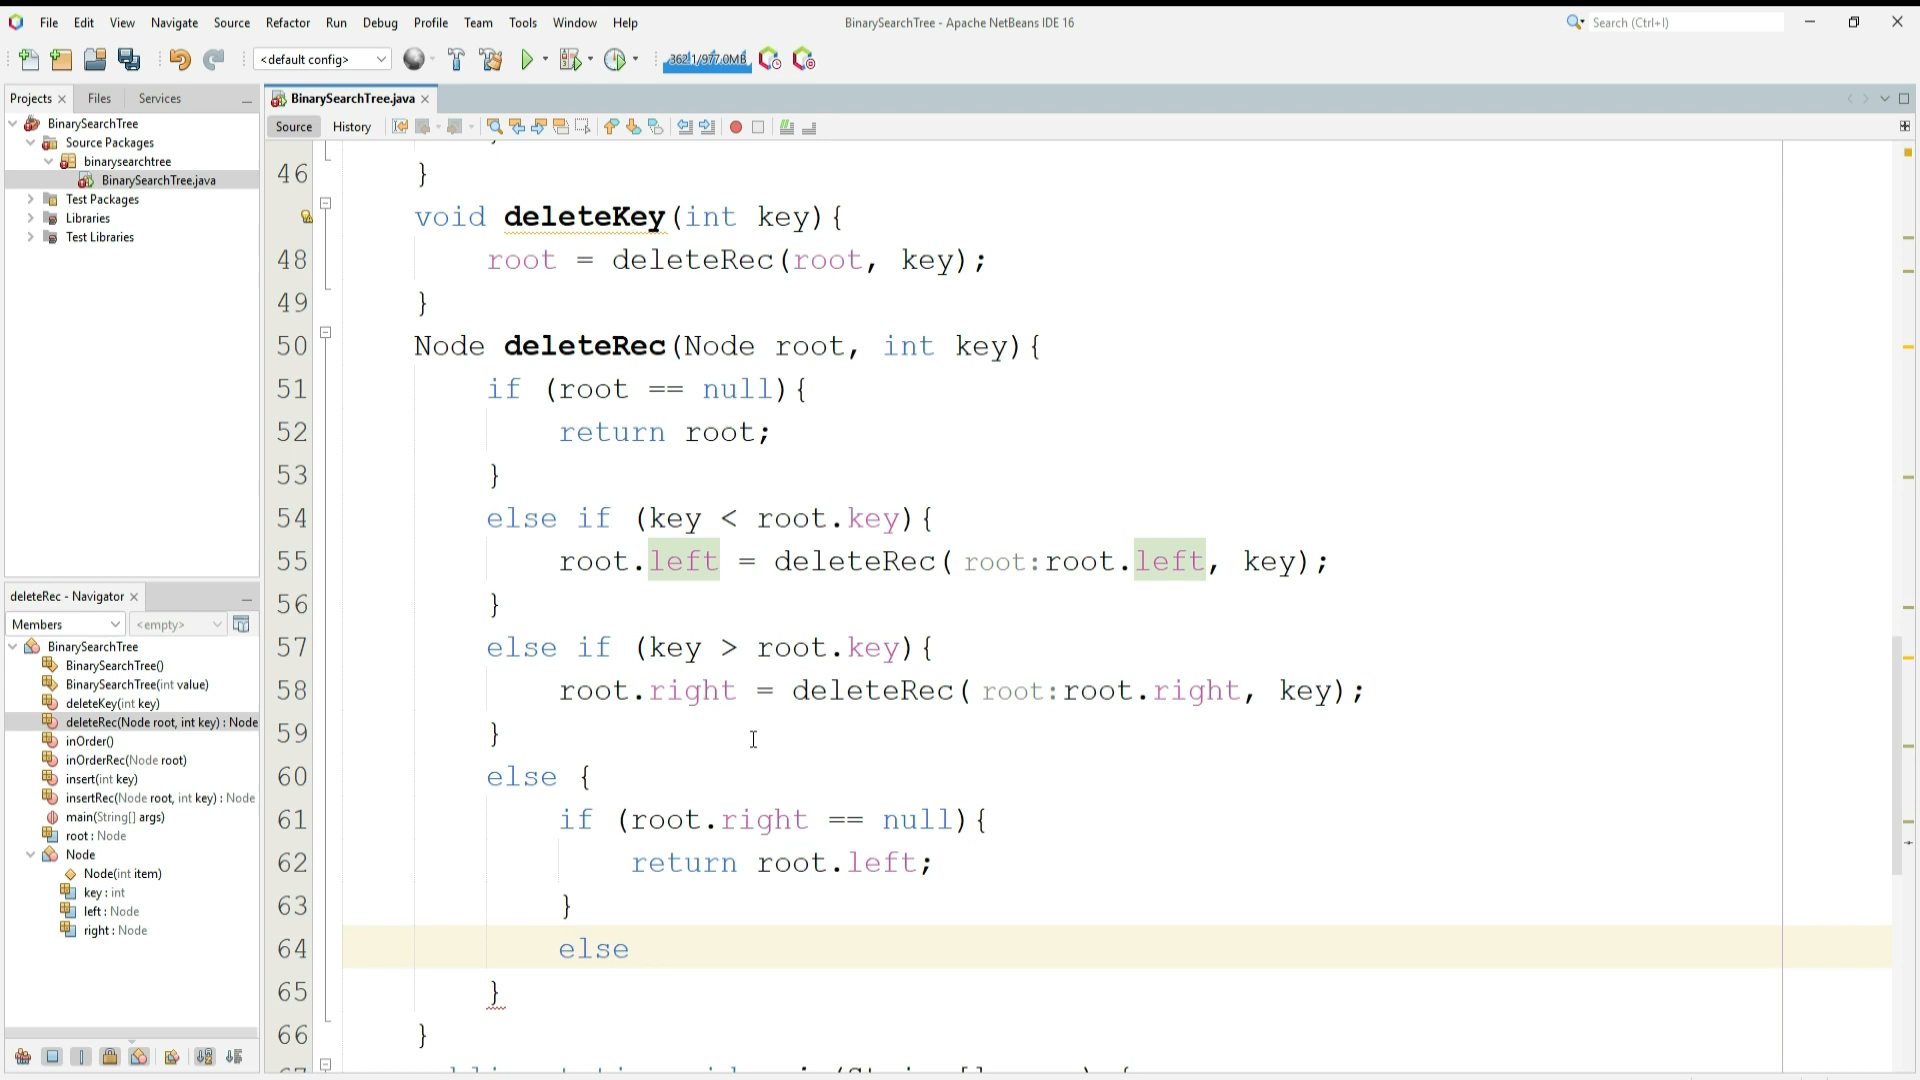 File Edit View Navigate Source Refactor Run Debug Profile Team Tools Window Help
BinarySearchTree - Apache NetBeans IDE 16
Search (Ctrl+I)
<default config>
362.1/977.0MB
Projects Files Services
BinarySearchTree
Source Packages
binarysearchtree
BinarySearchTree.java
Test Packages
Libraries
Test Libraries
deleteRec - Navigator
Members
<empty>
BinarySearchTree
BinarySearchTree()
BinarySearchTree(int value)
deleteKey(int key)
deleteRec(Node root, int key) : Node
inOrder()
inOrderRec(Node root)
insert(int key)
insertRec(Node root, int key) : Node
main(String[] args)
root : Node
Node
Node(int item)
key : int
left : Node
right : Node
BinarySearchTree.java
Source History
46 }
void deleteKey(int key){
48 root = deleteRec(root, key);
49 }
50 Node deleteRec(Node root, int key){
51 if (root == null){
52 return root;
53 }
54 else if (key < root.key){
55 root.left = deleteRec( root:root.left, key);
56 }
57 else if (key > root.key){
58 root.right = deleteRec( root:root.right, key);
59 }
60 else {
61 if (root.right == null){
62 return root.left;
63 }
64 else
65 }
66 }